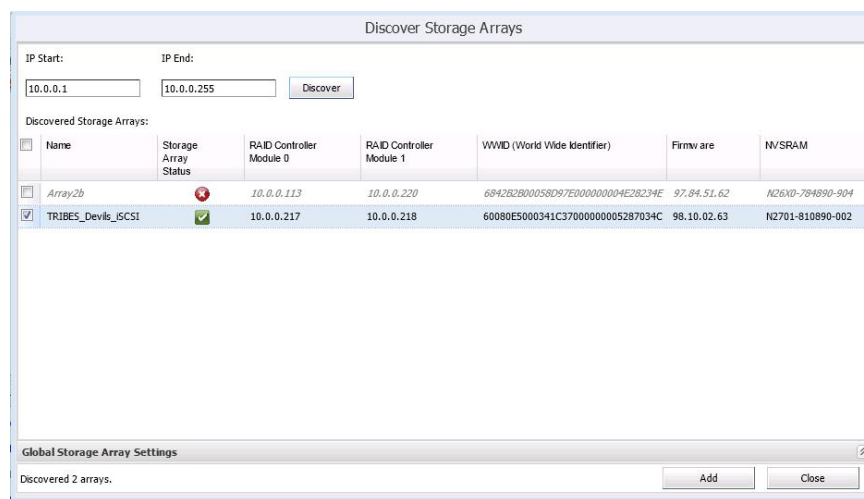 Discover Storage Arrays
IP Start: IP End:
10.0.0.1 10.0.0.255 Discover
Discovered Storage Arrays:
Name Storage Array Status RAID Controller Module 0 RAID Controller Module 1 WWID (World Wide Identifier) Firmware NVSRAM
Array2b 10.0.0.113 10.0.0.220 6842B2B00058D97E000000004E28234E 97.84.51.62 N26X0-784890-904
TRIBES_Devils_iSCSI 10.0.0.217 10.0.0.218 60080E5000341C37000000005287034C 98.10.02.63 N2701-810890-002
Global Storage Array Settings
Discovered 2 arrays. Add Close